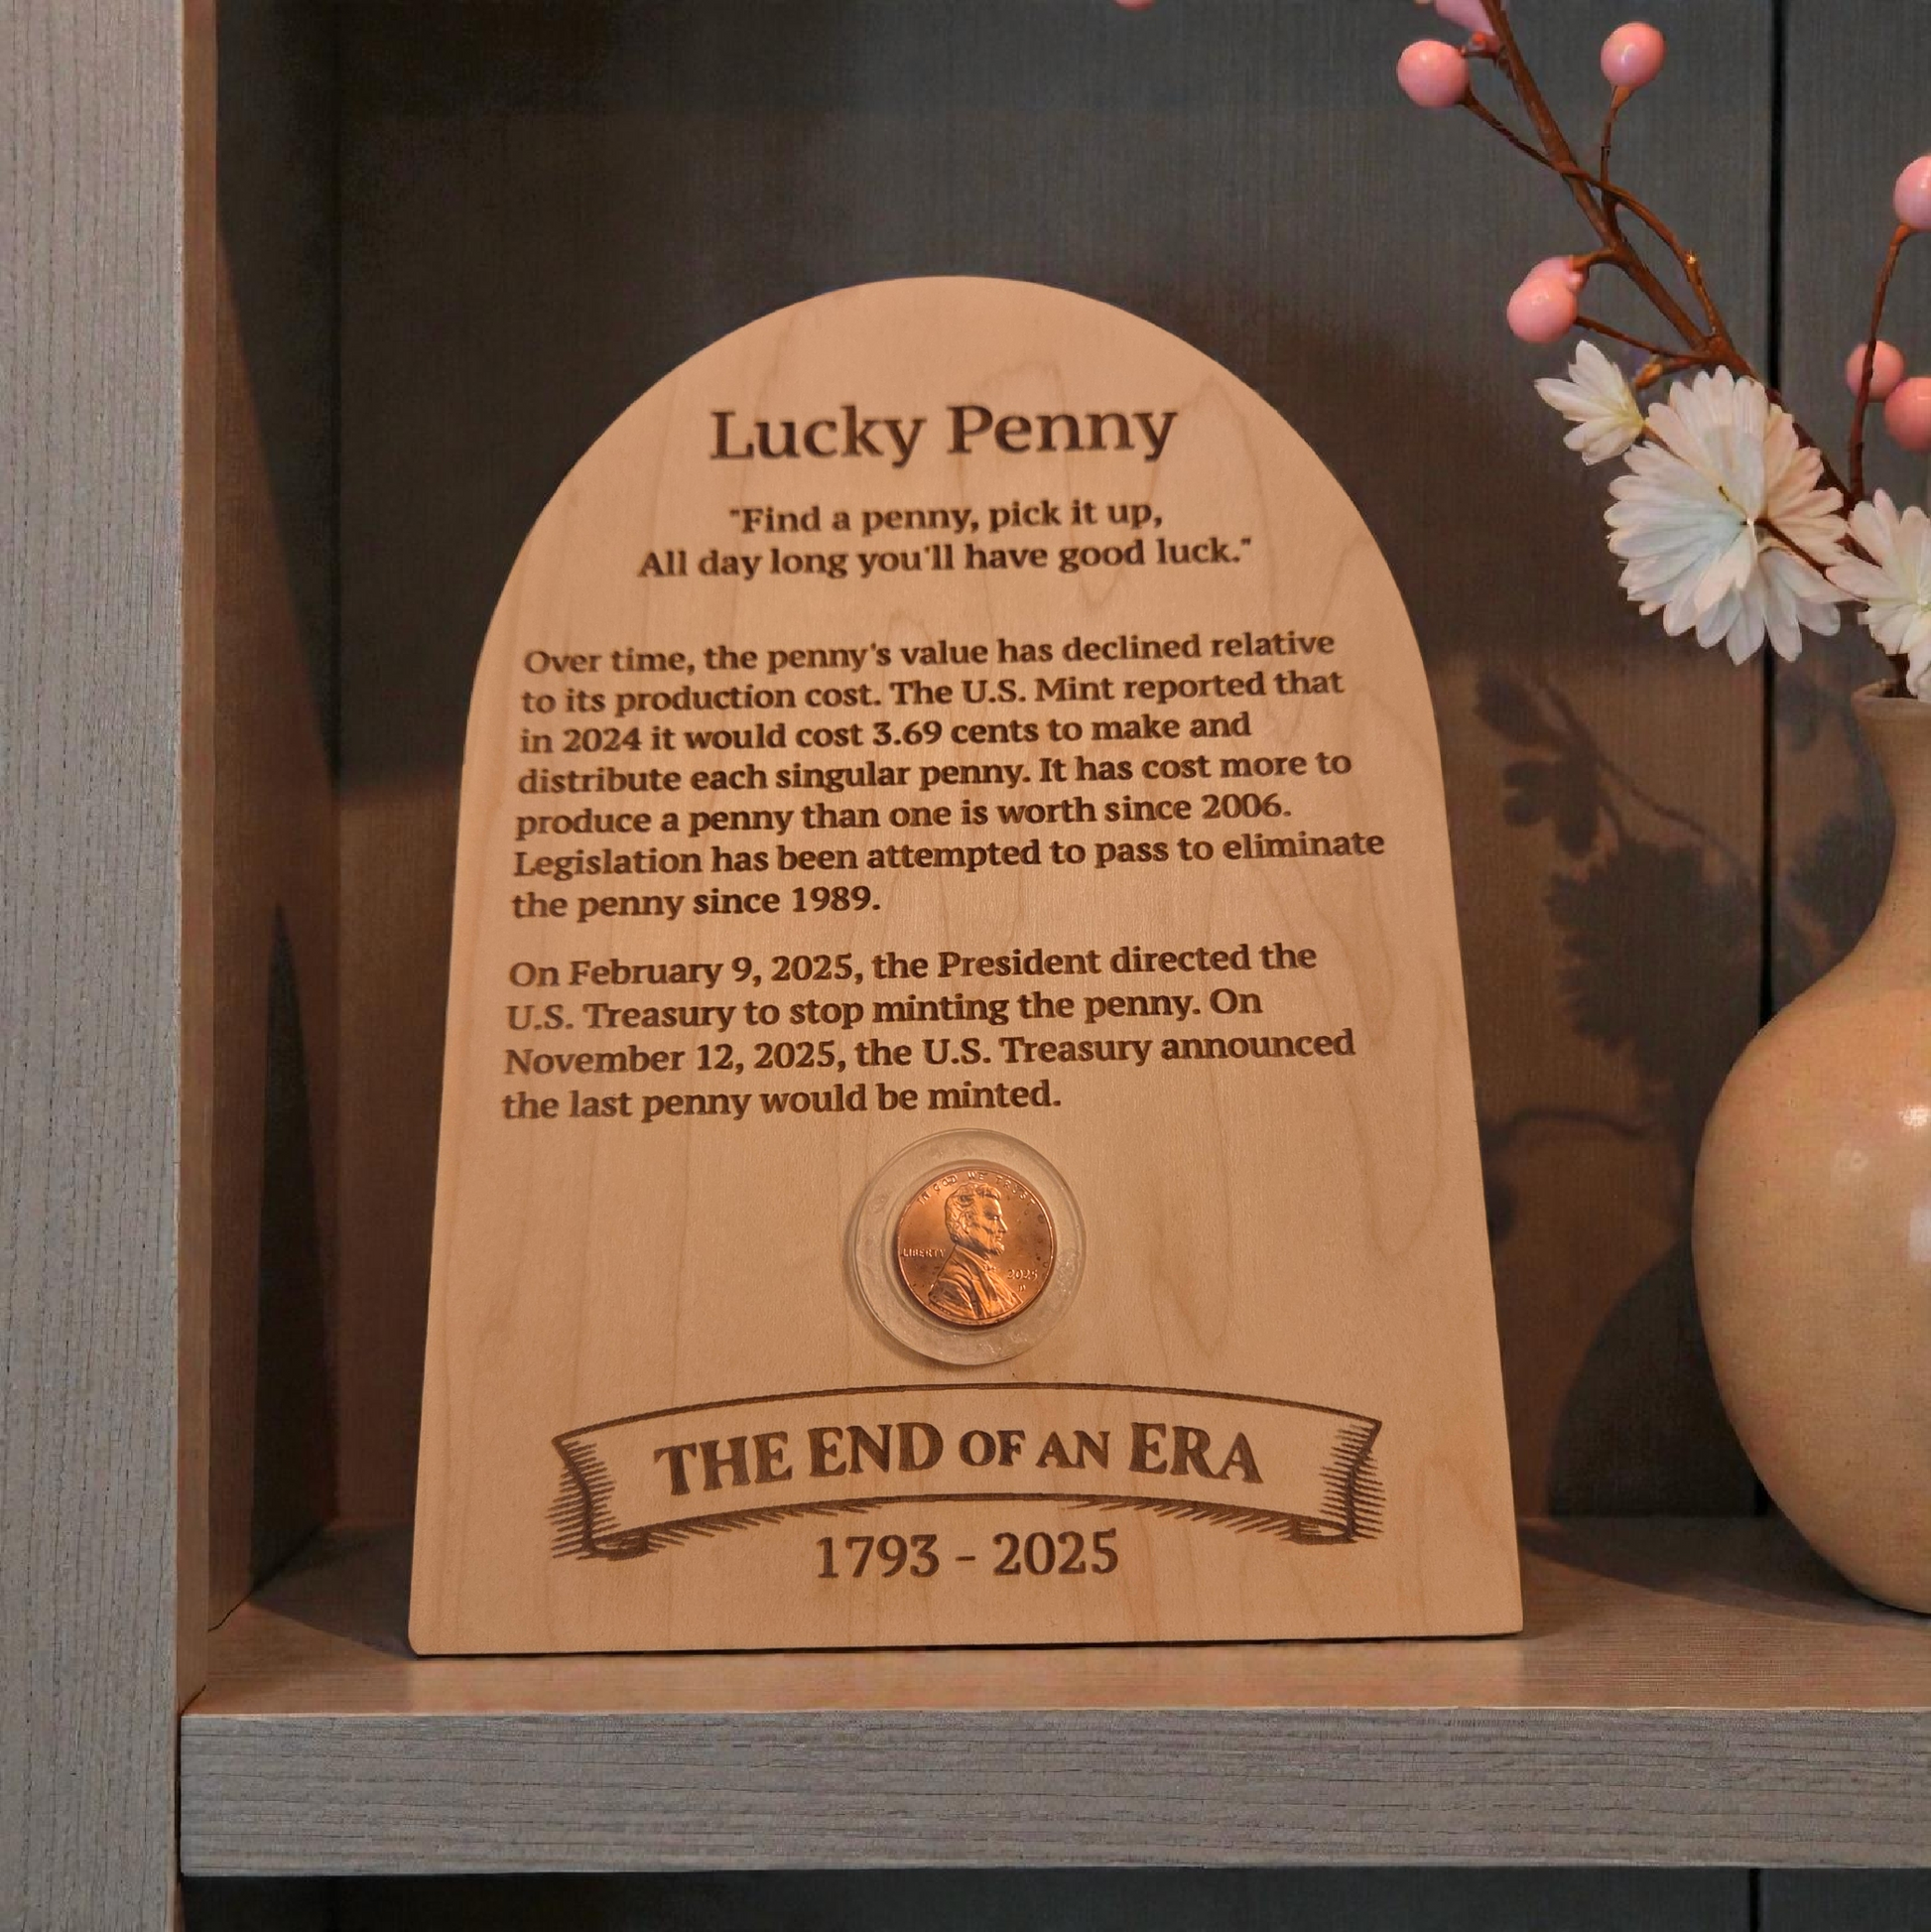 Lucky Penny
"Find a penny, pick it up,
All day long you'll have good luck."
Over time, the penny's value has declined relative
to its production cost. The U.S. Mint reported that
in 2024 it would cost 3.69 cents to make and
distribute each singular penny. It has cost more to
produce a penny than one is worth since 2006.
Legislation has been attempted to pass to eliminate
the penny since 1989.
On February 9, 2025, the President directed the
U.S. Treasury to stop minting the penny. On
November 12, 2025, the U.S. Treasury announced
the last penny would be minted.
IN GOD WE TRUST
LIBERTY
2025
THE END OF AN ERA
1793 - 2025